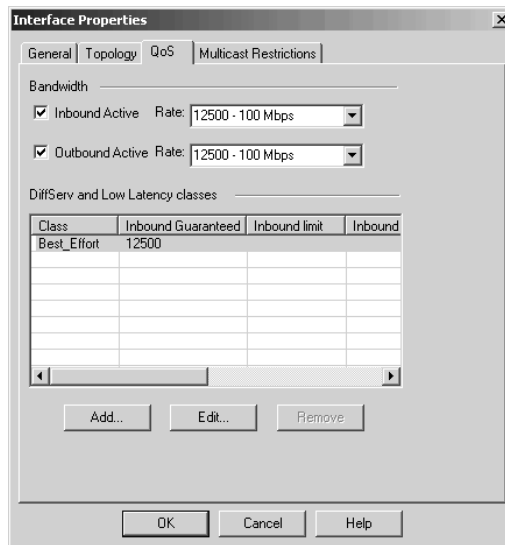 Interface Properties
General Topology QoS Multicast Restrictions
Bandwidth
Inbound Active Rate: 12500 - 100 Mbps
Outbound Active Rate: 12500 - 100 Mbps
DiffServ and Low Latency classes
Class Inbound Guaranteed Inbound limit Inbound
Best_Effort 12500
Add... Edit... Remove
OK Cancel Help